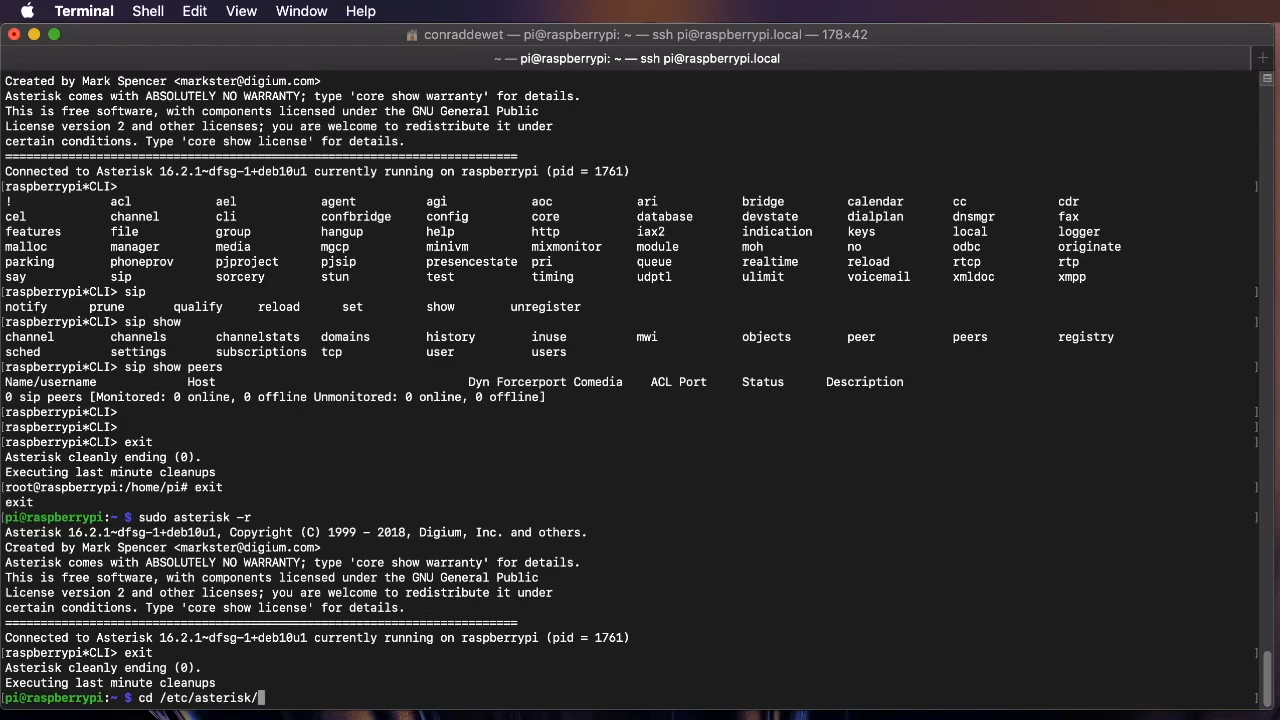 Terminal Shell Edit View Window Help
conraddewet — pi@raspberrypi: ~ — ssh pi@raspberrypi.local — 178×42
~ — pi@raspberrypi: ~ — ssh pi@raspberrypi.local
Created by Mark Spencer <markster@digium.com>
Asterisk comes with ABSOLUTELY NO WARRANTY; type 'core show warranty' for details.
This is free software, with components licensed under the GNU General Public
License version 2 and other licenses; you are welcome to redistribute it under
certain conditions. Type 'core show license' for details.
=========================================================================
Connected to Asterisk 16.2.1~dfsg-1+deb10u1 currently running on raspberrypi (pid = 1761)
[raspberrypi*CLI> ]
! acl ael agent agi aoc ari bridge calendar cc cdr
cel channel cli confbridge config core database devstate dialplan dnsmgr fax
features file group hangup help http iax2 indication keys local logger
malloc manager media mgcp minivm mixmonitor module moh no odbc originate
parking phoneprov pjproject pjsip presencestate pri queue realtime reload rtcp rtp
say sip sorcery stun test timing udptl ulimit voicemail xmldoc xmpp
[raspberrypi*CLI> sip ]
notify prune qualify reload set show unregister
[raspberrypi*CLI> sip show ]
channel channels channelstats domains history inuse mwi objects peer peers registry
sched settings subscriptions tcp user users
[raspberrypi*CLI> sip show peers ]
Name/username Host Dyn Forcerport Comedia ACL Port Status Description
0 sip peers [Monitored: 0 online, 0 offline Unmonitored: 0 online, 0 offline]
[raspberrypi*CLI> ]
[raspberrypi*CLI> ]
[raspberrypi*CLI> exit ]
Asterisk cleanly ending (0).
Executing last minute cleanups
[root@raspberrypi:/home/pi# exit ]
exit
[pi@raspberrypi:~ $ sudo asterisk -r ]
Asterisk 16.2.1~dfsg-1+deb10u1, Copyright (C) 1999 - 2018, Digium, Inc. and others.
Created by Mark Spencer <markster@digium.com>
Asterisk comes with ABSOLUTELY NO WARRANTY; type 'core show warranty' for details.
This is free software, with components licensed under the GNU General Public
License version 2 and other licenses; you are welcome to redistribute it under
certain conditions. Type 'core show license' for details.
=========================================================================
Connected to Asterisk 16.2.1~dfsg-1+deb10u1 currently running on raspberrypi (pid = 1761)
[raspberrypi*CLI> exit ]
Asterisk cleanly ending (0).
Executing last minute cleanups
[pi@raspberrypi:~ $ cd /etc/asterisk/ ]